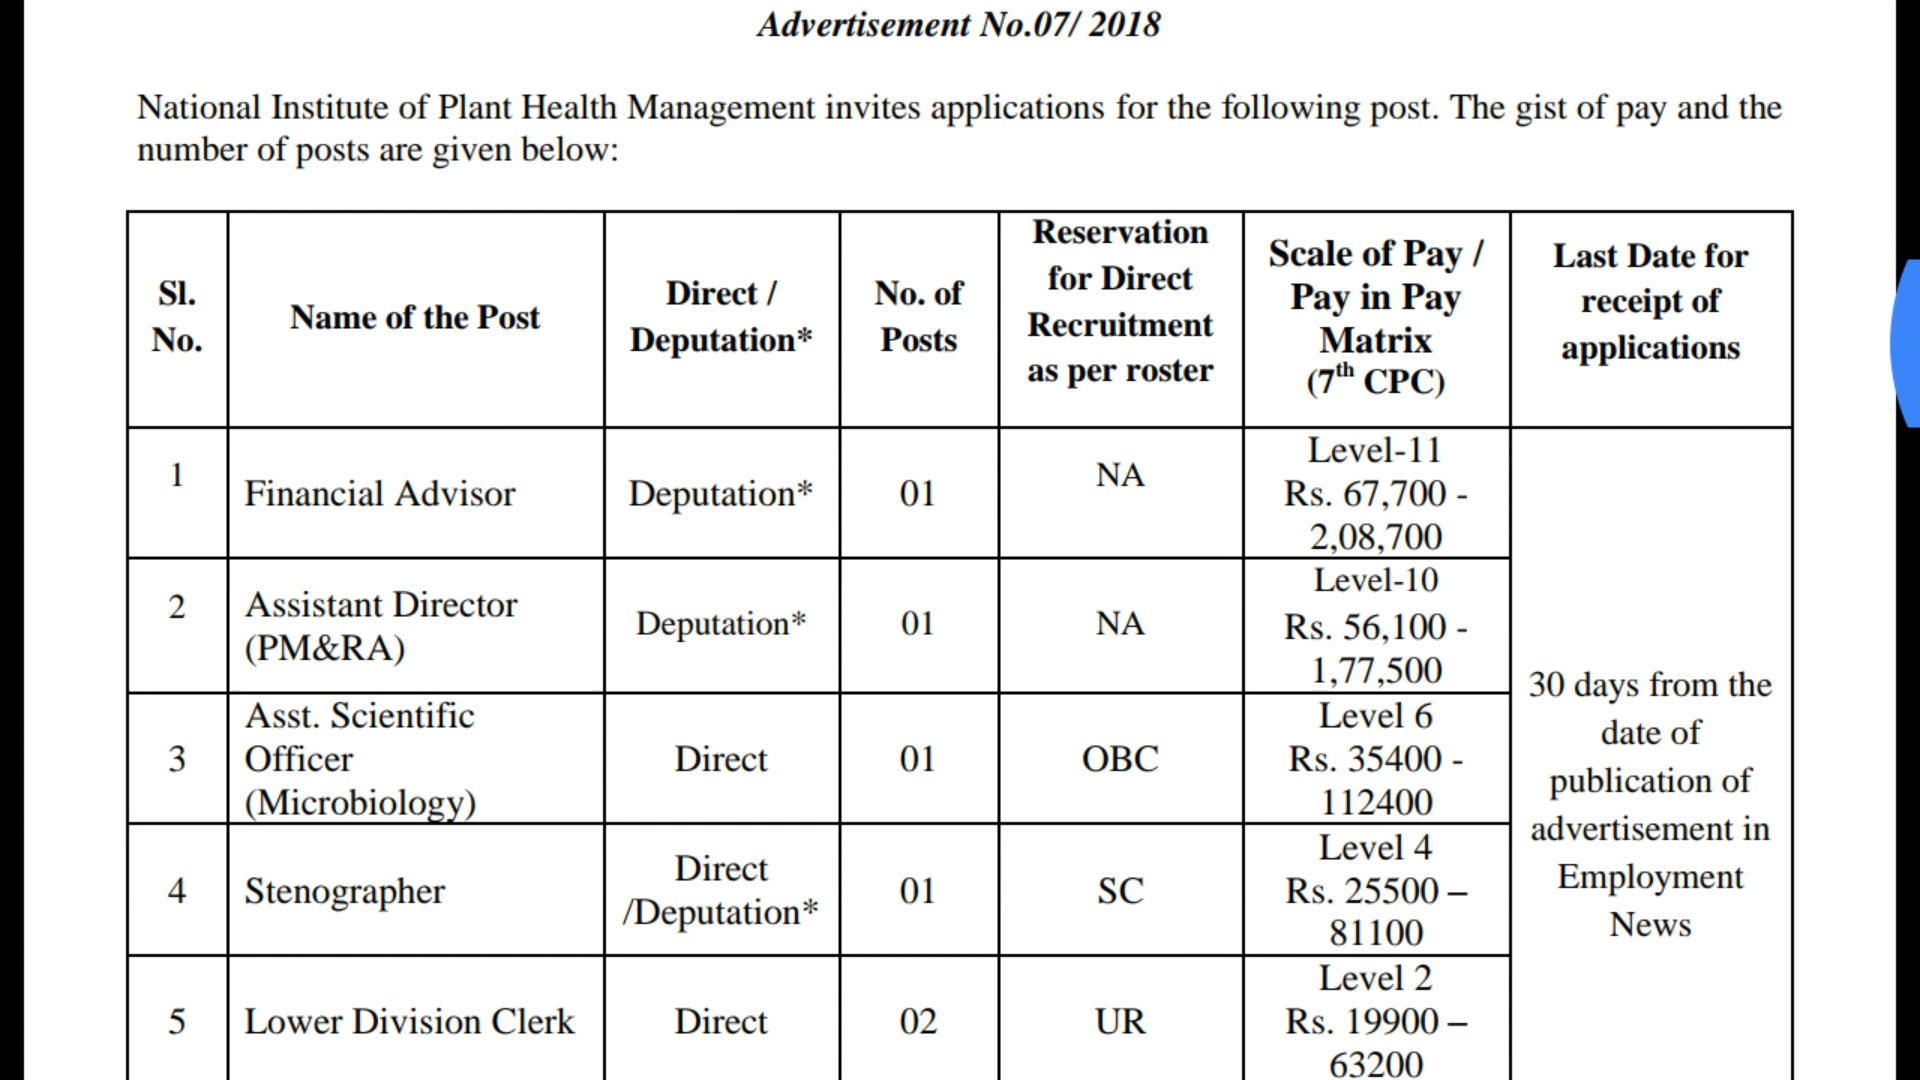 Advertisement No.07/ 2018
National Institute of Plant Health Management invites applications for the following post. The gist of pay and the
number of posts are given below:
Sl.
No.
Name of the Post
Direct /
Deputation*
No. of
Posts
Reservation
for Direct
Recruitment
as per roster
Scale of Pay /
Pay in Pay
Matrix
(7th CPC)
Last Date for
receipt of
applications
1
Financial Advisor
Deputation*
01
NA
Level-11
Rs. 67,700 -
2,08,700
2
Assistant Director
(PM&RA)
Deputation*
01
NA
Level-10
Rs. 56,100 -
1,77,500
3
Asst. Scientific
Officer
(Microbiology)
Direct
01
OBC
Level 6
Rs. 35400 -
112400
4
Stenographer
Direct
/Deputation*
01
SC
Level 4
Rs. 25500 –
81100
5
Lower Division Clerk
Direct
02
UR
Level 2
Rs. 19900 –
63200
30 days from the
date of
publication of
advertisement in
Employment
News